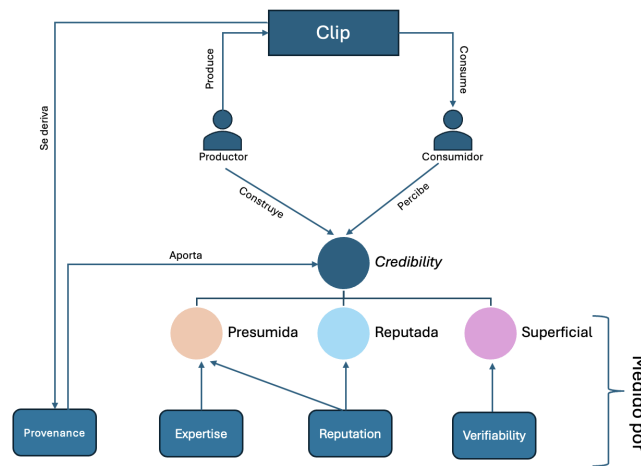 Clip
Produce
Consume
Se deriva
Productor
Consumidor
Construye
Percibe
Aporta
Credibility
Presumida
Reputada
Superficial
Medido por
Provenance
Expertise
Reputation
Verifiability